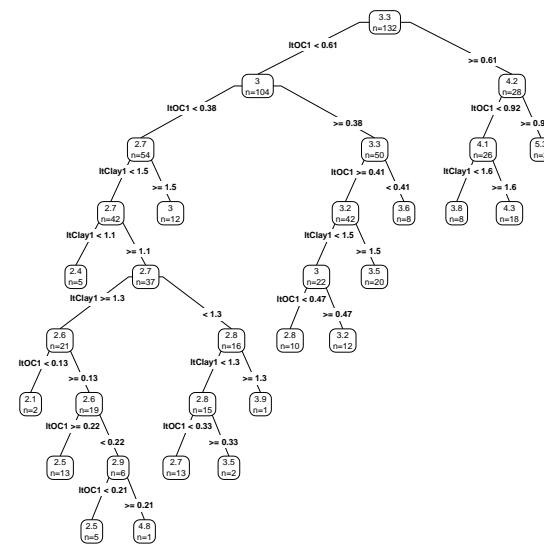 3.3
n=132
ltOC1 < 0.61
>= 0.61
3
n=104
4.2
n=28
ltOC1 < 0.38
>= 0.38
ltOC1 < 0.92
>= 0.9
2.7
n=54
3.3
n=50
4.1
n=26
5.3
ltClay1 < 1.5
>= 1.5
ltOC1 >= 0.41
< 0.41
ltClay1 < 1.6
>= 1.6
2.7
n=42
3
n=12
3.2
n=42
3.6
n=8
3.8
n=8
4.3
n=18
ltClay1 < 1.1
>= 1.1
ltClay1 < 1.5
>= 1.5
2.4
n=5
2.7
n=37
3
n=22
3.5
n=20
ltClay1 >= 1.3
< 1.3
ltOC1 < 0.47
>= 0.47
2.6
n=21
2.8
n=16
2.8
n=10
3.2
n=12
ltOC1 < 0.13
>= 0.13
ltClay1 < 1.3
>= 1.3
2.1
n=2
2.6
n=19
2.8
n=15
3.9
n=1
ltOC1 >= 0.22
< 0.22
ltOC1 < 0.33
>= 0.33
2.5
n=13
2.9
n=6
2.7
n=13
3.5
n=2
ltOC1 < 0.21
>= 0.21
2.5
n=5
4.8
n=1